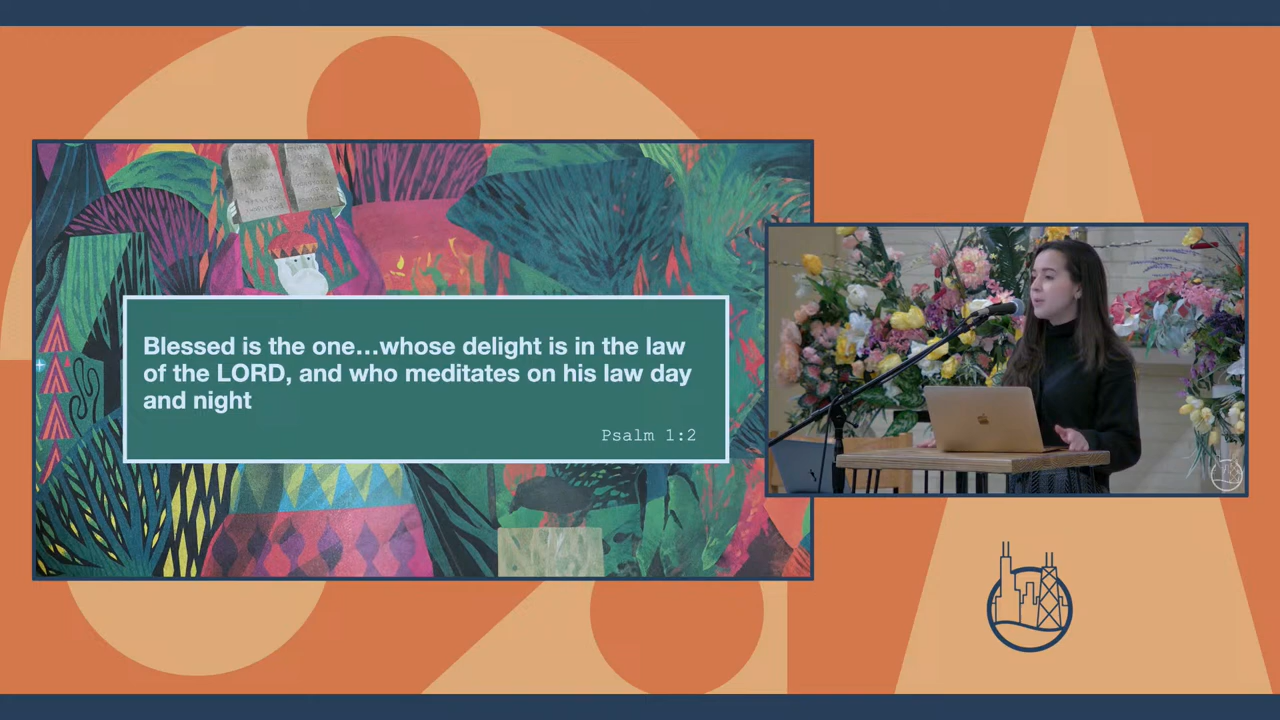 Blessed is the one...whose delight is in the law
of the LORD, and who meditates on his law day
and night
Psalm 1:2